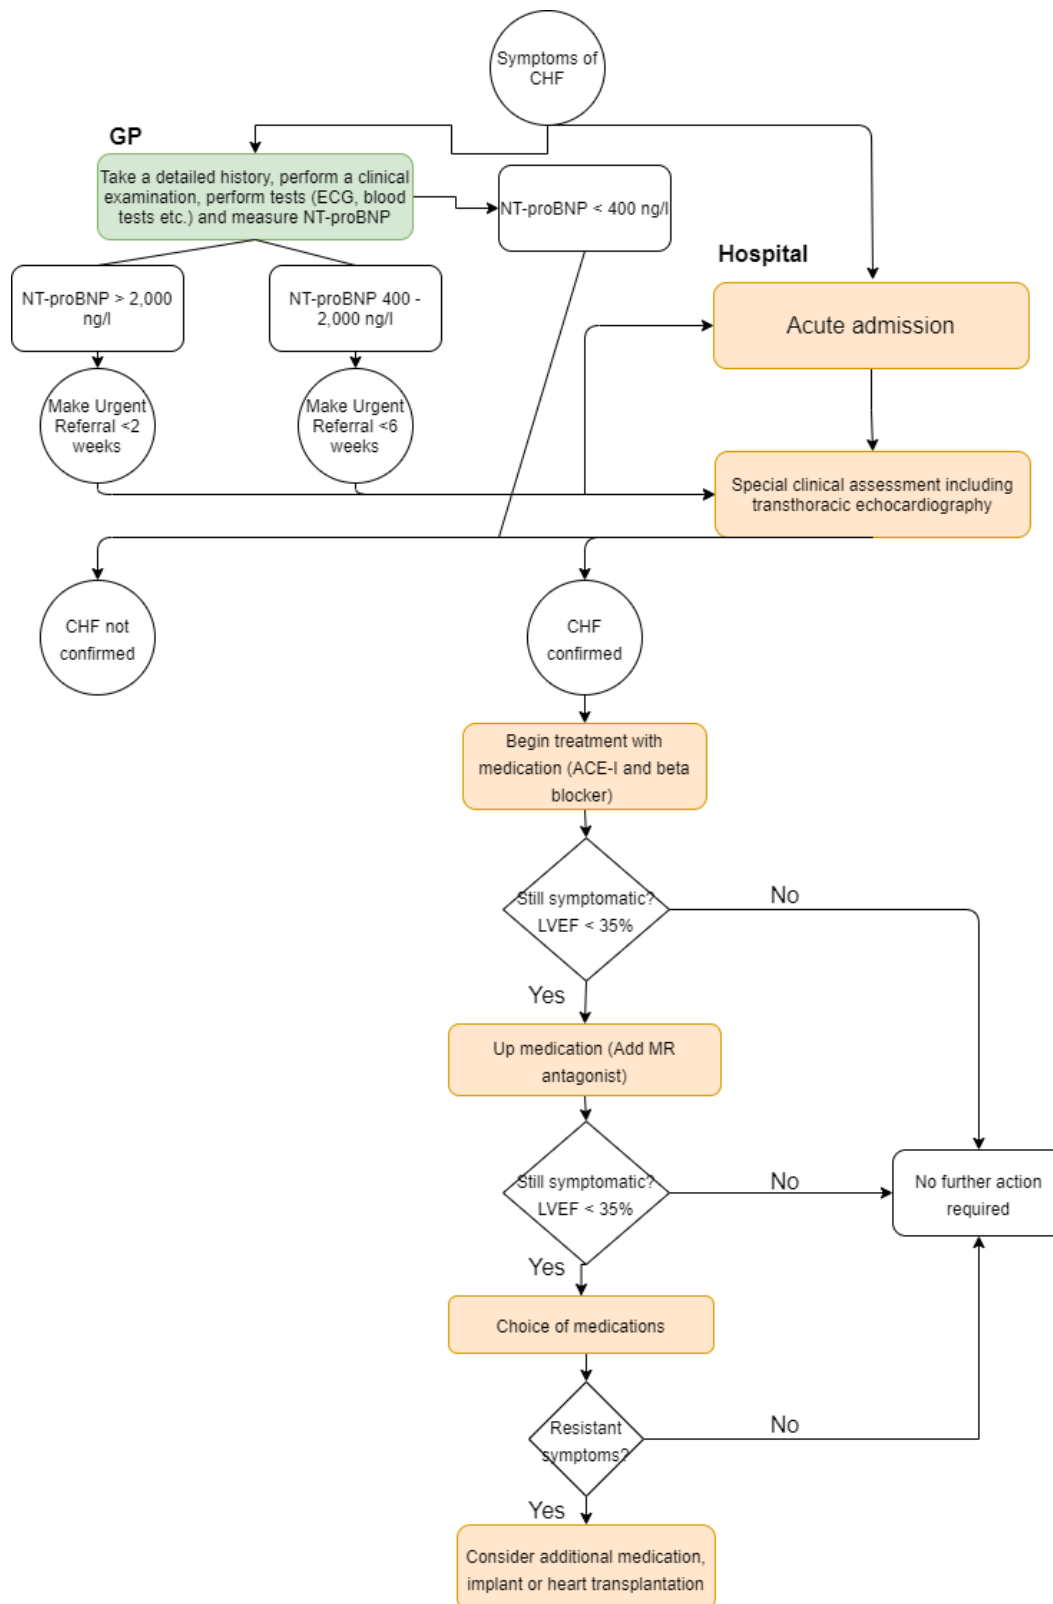 Symptoms of
CHF
GP
Take a detailed history, perform a clinical
examination, perform tests (ECG, blood
tests etc.) and measure NT-proBNP
NT-proBNP < 400 ng/l
Hospital
NT-proBNP > 2,000
ng/l
NT-proBNP 400 -
2,000 ng/l
Acute admission
Make Urgent
Referral <2
weeks
Make Urgent
Referral <6
weeks
Special clinical assessment including
transthoracic echocardiography
CHF not
confirmed
CHF
confirmed
Begin treatment with
medication (ACE-I and beta
blocker)
Still symptomatic?
LVEF < 35%
No
Yes
Up medication (Add MR
antagonist)
Still symptomatic?
LVEF < 35%
No
No further action
required
Yes
Choice of medications
Resistant
symptoms?
No
Yes
Consider additional medication,
implant or heart transplantation